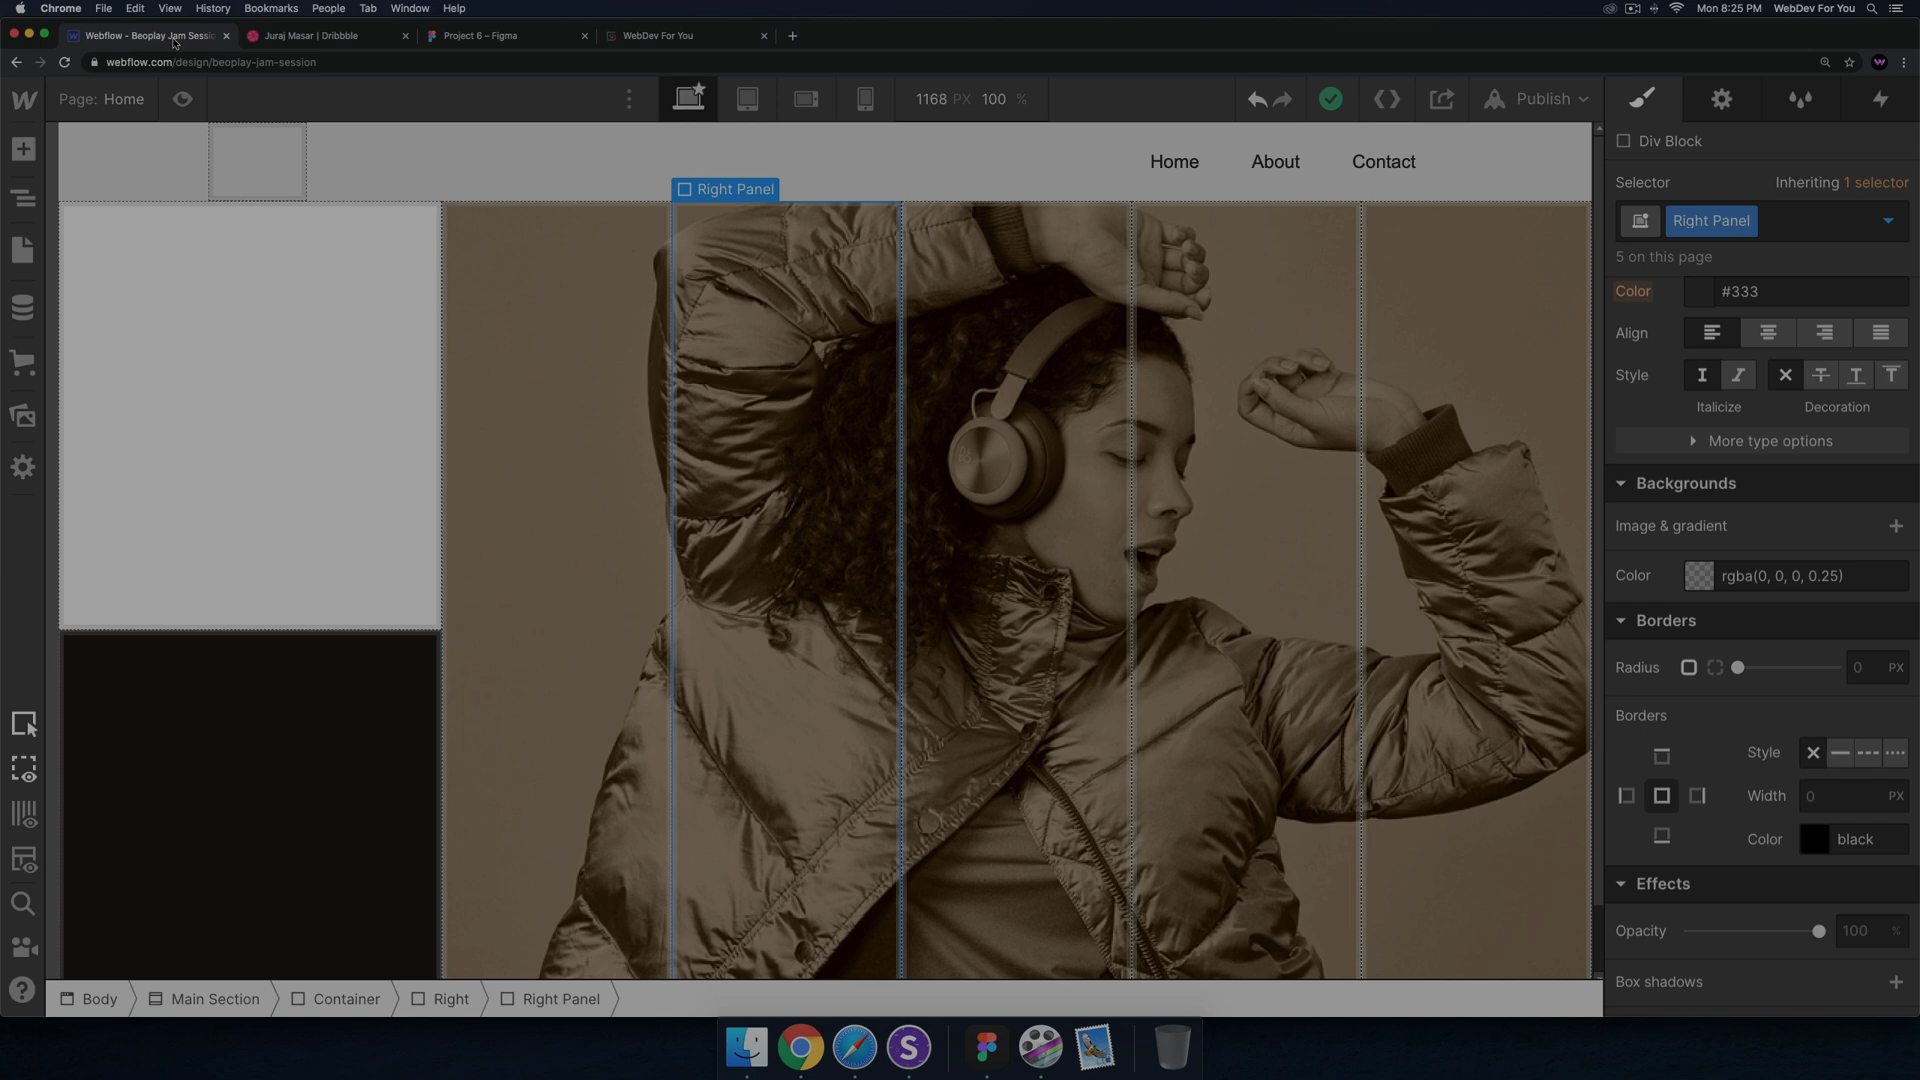 Chrome File Edit View History Bookmarks People Tab Window Help
Mon 8:25 PM WebDev For You
Webflow - Beoplay Jam Sessi
Juraj Masar | Dribbble
Project 6 – Figma
WebDev For You
webflow.com/design/beoplay-jam-session
Page: Home
1168 PX 100 %
Publish
Div Block
Home About Contact
Selector
Inheriting 1 selector
Right Panel
Right Panel
5 on this page
Color
#333
Align
Style
Italicize
Decoration
More type options
Backgrounds
Image & gradient
Color
rgba(0, 0, 0, 0.25)
Borders
Radius
0 PX
Borders
Style
Width
0 PX
Color
black
Effects
Opacity
100 %
Box shadows
Body
Main Section
Container
Right
Right Panel